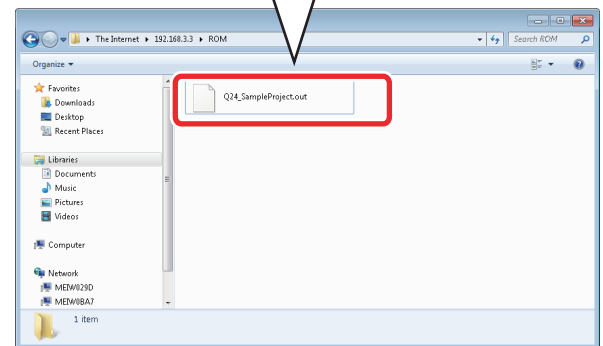 The Internet ▸ 192.168.3.3 ▸ ROM
Search ROM
Organize
Q24_SampleProject.out
Favorites
Downloads
Desktop
Recent Places
Libraries
Documents
Music
Pictures
Videos
Computer
Network
MEIW029D
MEIW0BA7
1 item